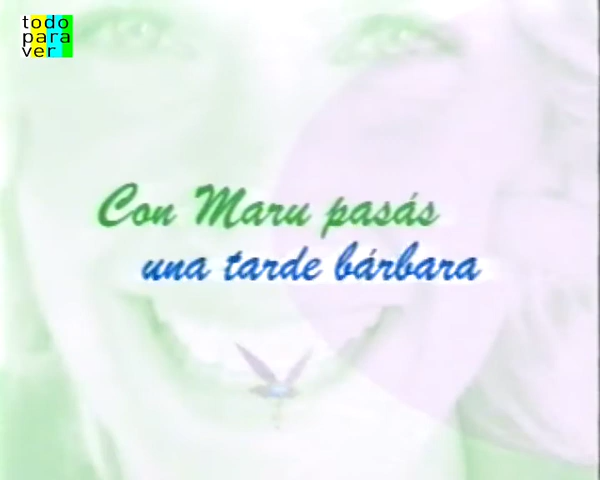 todo
para
ver
Con Maru pasás
una tarde bárbara